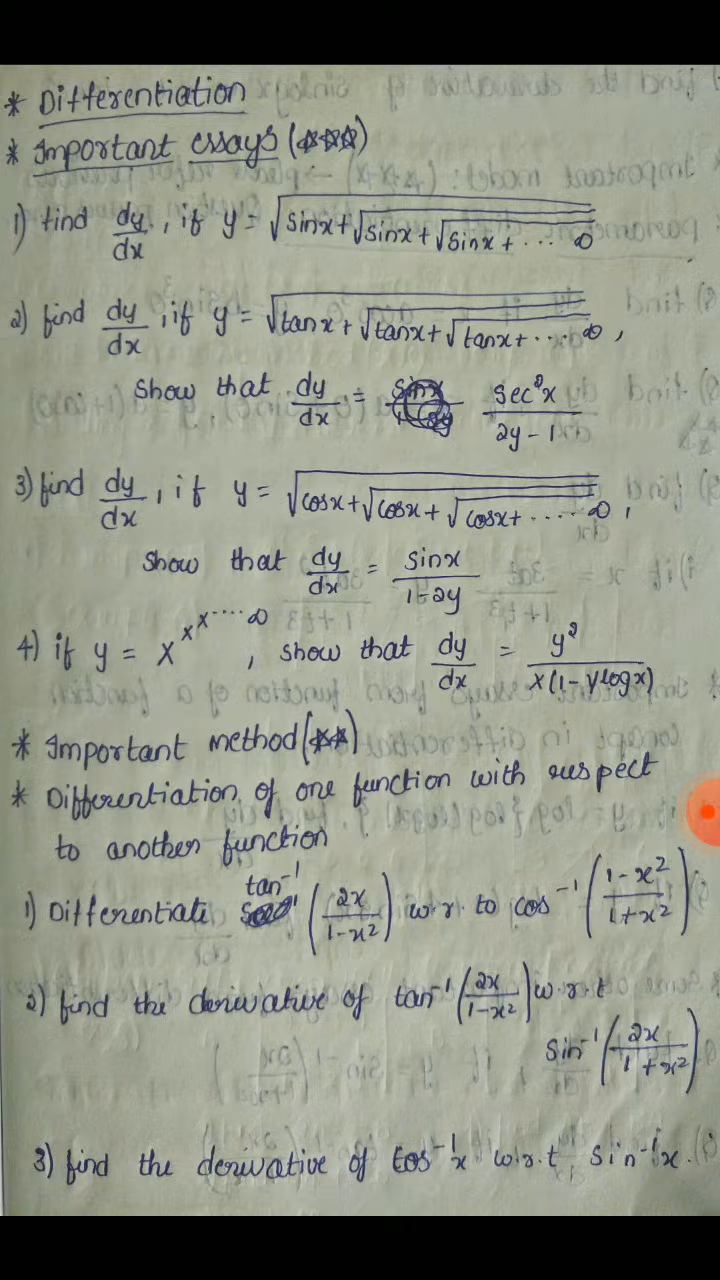 * Differentiation
* Important essays (☆☆☆)
1) find dy/dx, if y = √sinx+√sinx+√sinx+ ... ∞
2) find dy/dx, if y = √tanx+√tanx+√tanx+ .... ∞,
Show that dy/dx = sec²x/2y-1
3) find dy/dx, if y = √cosx+√cosx+√cosx+ ..... ∞,
Show that dy/dx = sinx/1-2y
4) if y = x^x^x^....∞, show that dy/dx = y²/x(1-ylogx)
* Important method (☆☆)
* Differentiation of one function with respect
to another function
1) Differentiate tan⁻¹(2x/1-x²) w.r. to cos⁻¹(1-x²/1+x²)
2) find the derivative of tan⁻¹(2x/1-x²) w.r.t
sin⁻¹(2x/1+x²)
3) find the derivative of cos⁻¹x w.r.t sin⁻¹x.